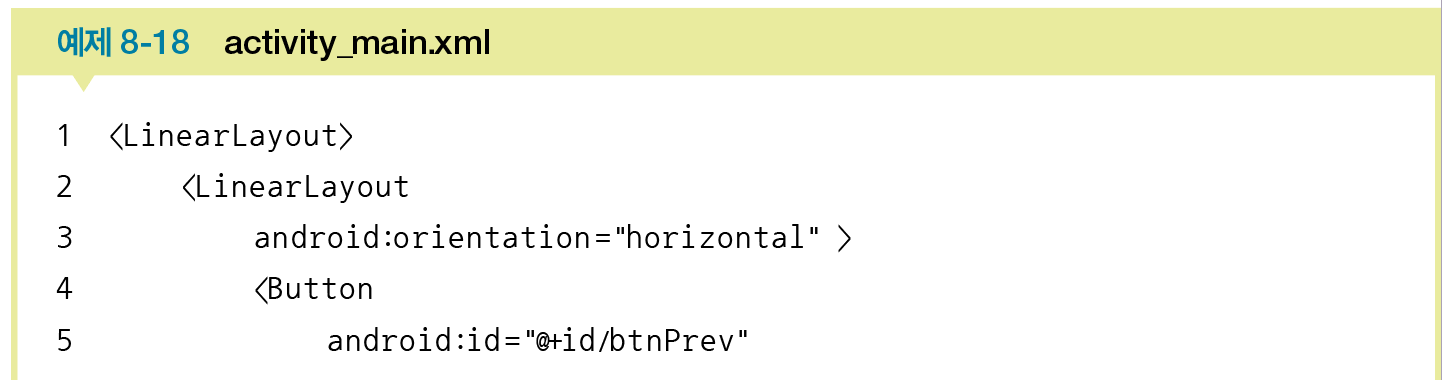 예제 8-18 activity_main.xml
1 <LinearLayout>
2 <LinearLayout
3 android:orientation="horizontal" >
4 <Button
5 android:id="@+id/btnPrev"